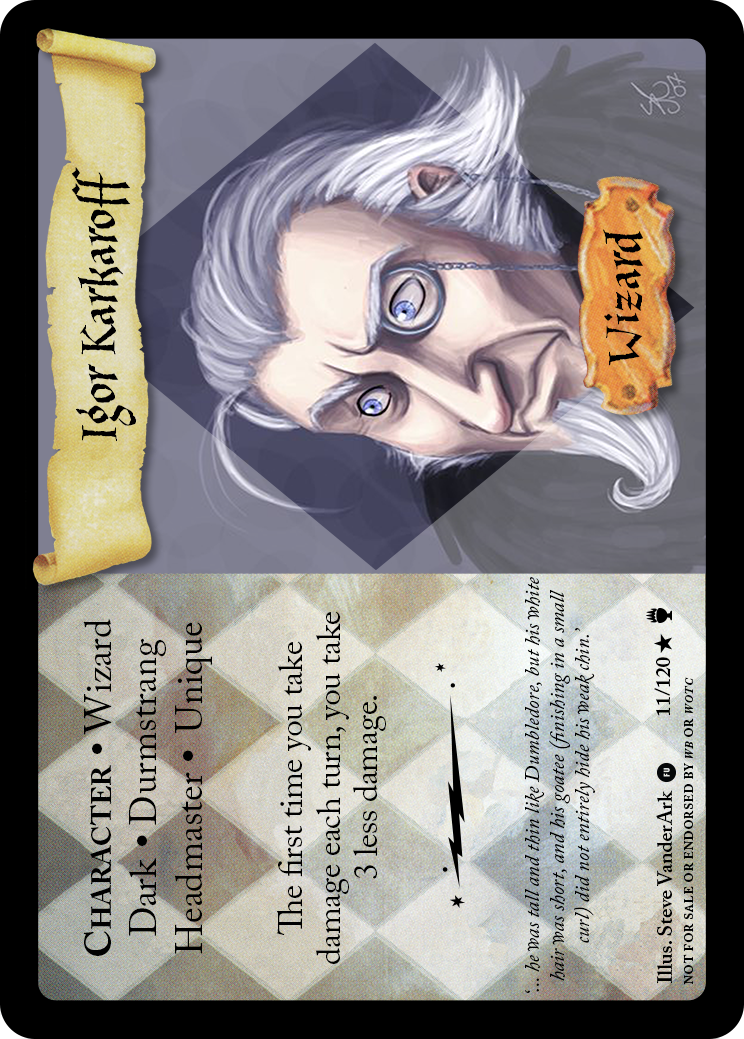 Igor Karkaroff
Wizard
CHARACTER • Wizard
Dark • Durmstrang
Headmaster • Unique
The first time you take
damage each turn, you take
3 less damage.
‘... he was tall and thin like Dumbledore, but his white
hair was short, and his goatee (finishing in a small
curl) did not entirely hide his weak chin.’
Illus. Steve VanderArk FU 11/120 ★
NOT FOR SALE OR ENDORSED BY WB OR WOTC